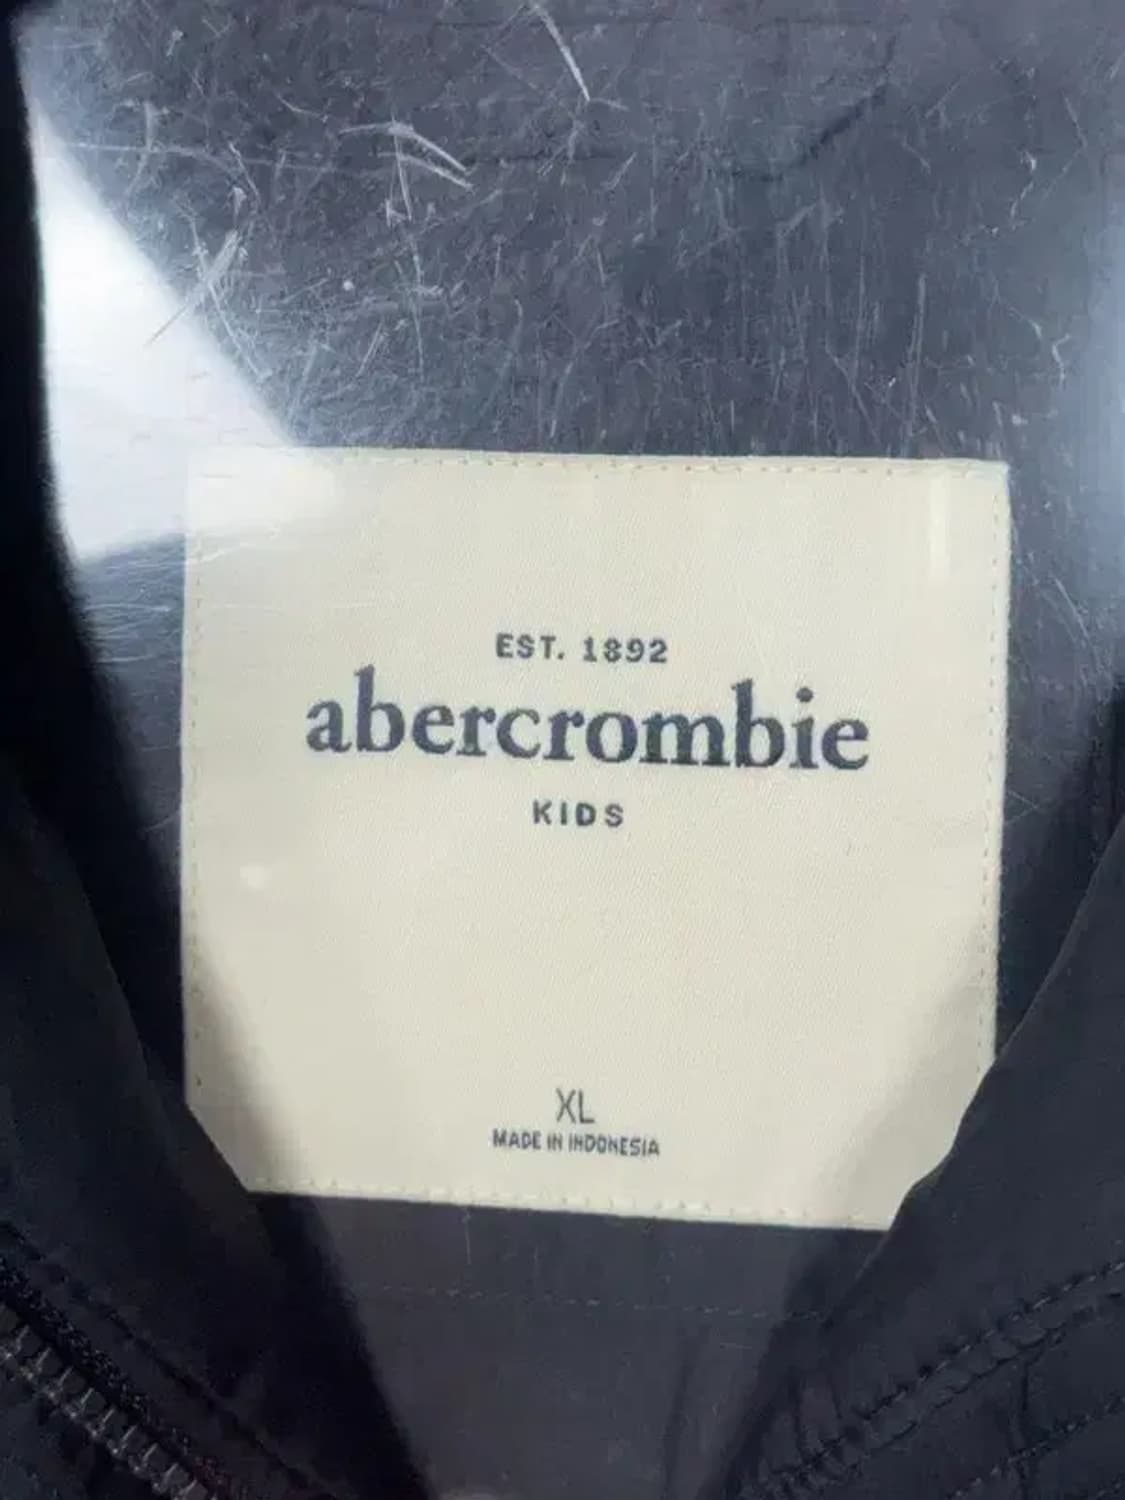 EST. 1892
abercrombie
KIDS
XL
MADE IN INDONESIA